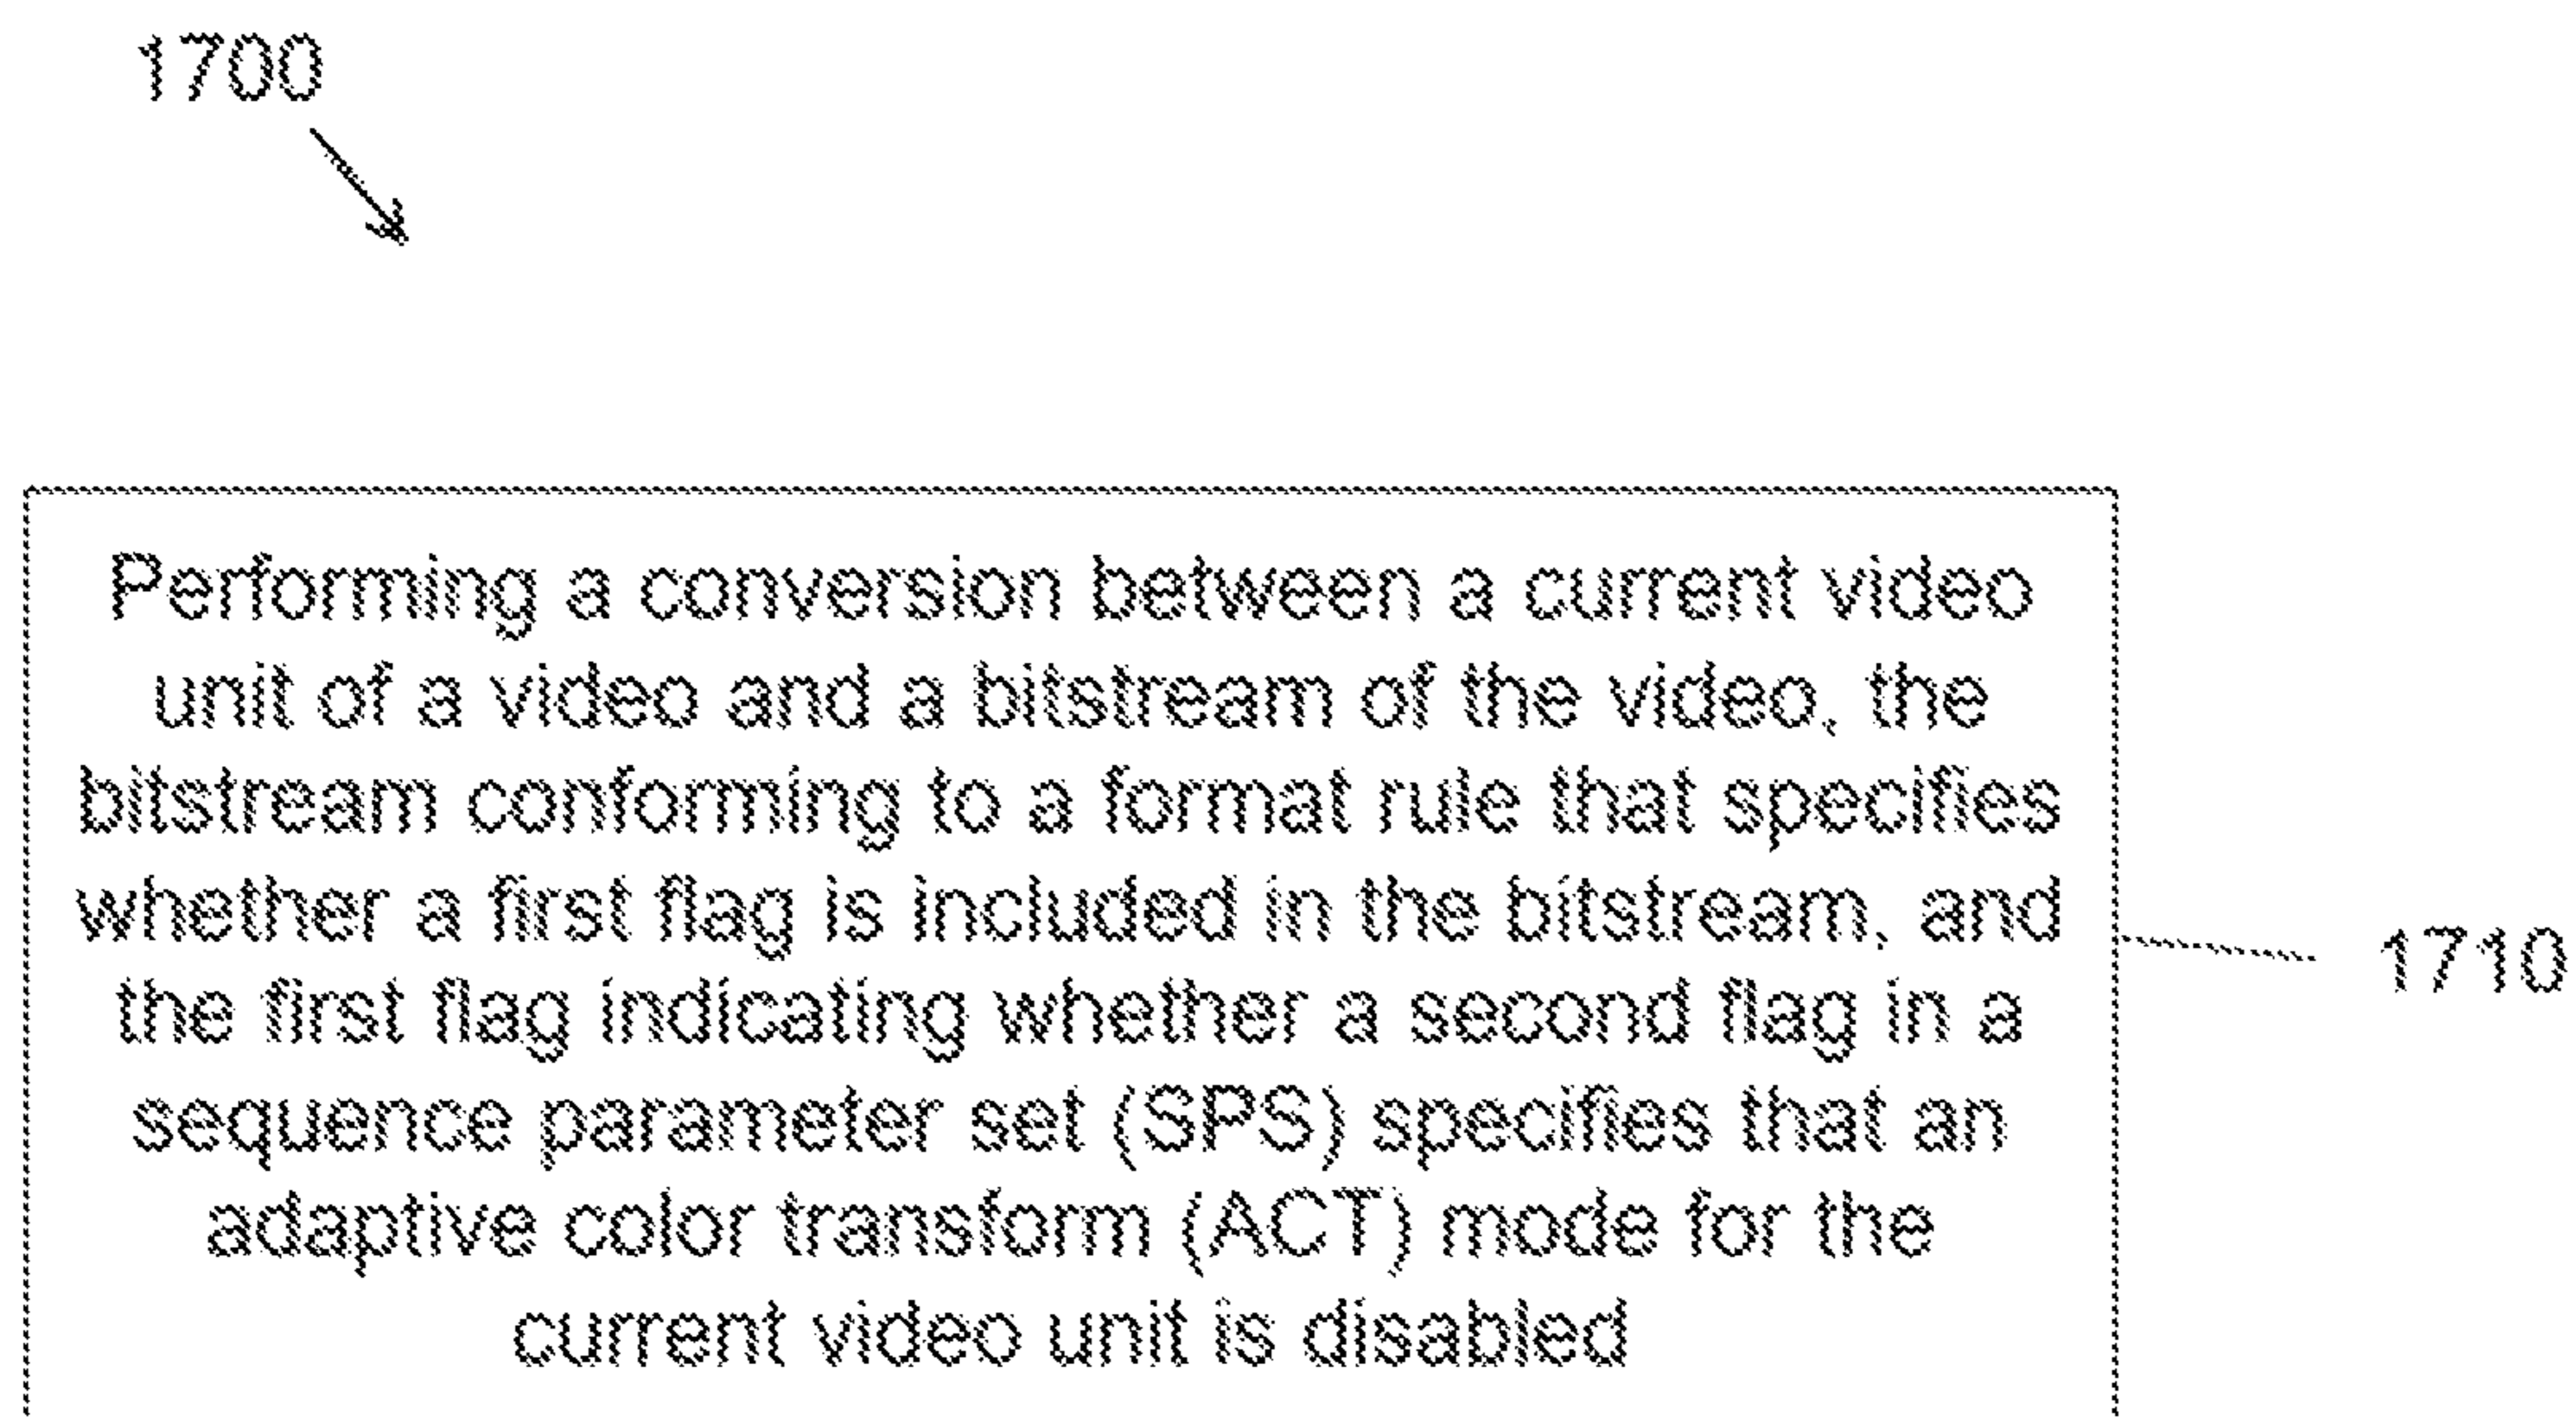 1700
Performing a conversion between a current video
unit of a video and a bitstream of the video, the
bitstream conforming to a format rule that specifies
whether a first flag is included in the bitstream, and
the first flag indicating whether a second flag in a
sequence parameter set (SPS) specifies that an
adaptive color transform (ACT) mode for the
current video unit is disabled
1710